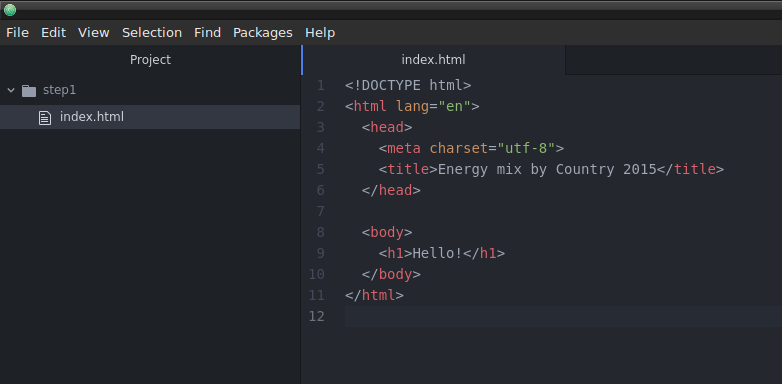 File Edit View Selection Find Packages Help
Project
step1
index.html
index.html
1 <!DOCTYPE html>
2 <html lang="en">
3   <head>
4     <meta charset="utf-8">
5     <title>Energy mix by Country 2015</title>
6   </head>
7
8   <body>
9     <h1>Hello!</h1>
10   </body>
11 </html>
12